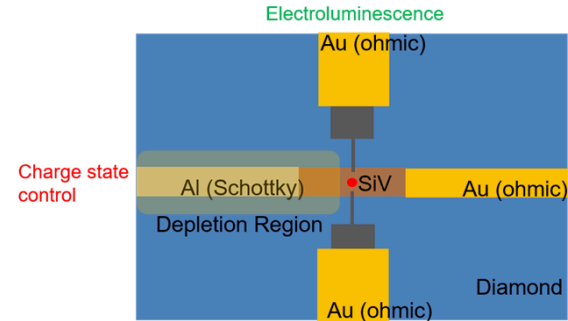 Electroluminescence
Au (ohmic)
Charge state
control
Al (Schottky)
SiV
Au (ohmic)
Depletion Region
Diamond
Au (ohmic)